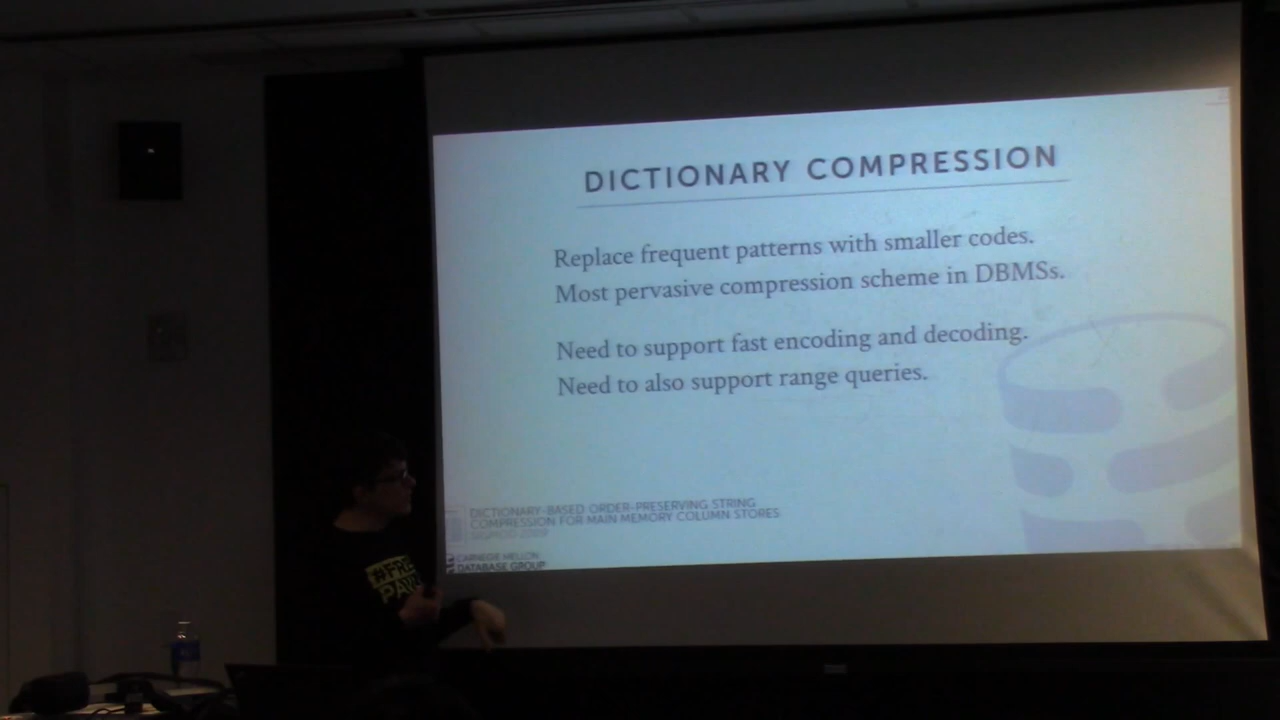 DICTIONARY COMPRESSION
Replace frequent patterns with smaller codes.
Most pervasive compression scheme in DBMSs.
Need to support fast encoding and decoding.
Need to also support range queries.
DICTIONARY-BASED ORDER-PRESERVING STRING
COMPRESSION FOR MAIN MEMORY COLUMN STORES
SIGMOD 2009
CARNEGIE MELLON
DATABASE GROUP
#FRE
PAV